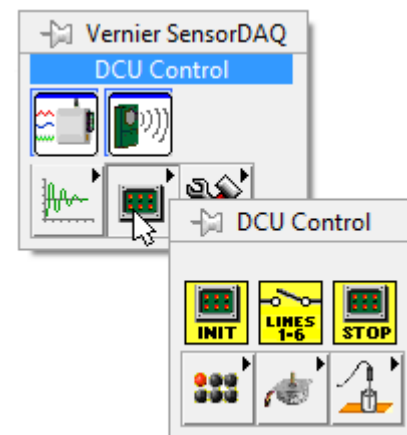 Vernier SensorDAQ
DCU Control
DCU Control
INIT
LINES
1-6
STOP